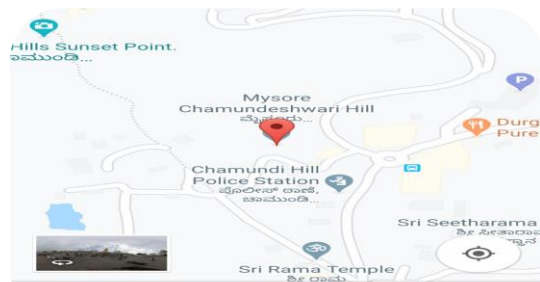 Hills Sunset Point.
ಾಮುಂಡಿ...
Mysore
Chamundeshwari Hill
ಮೈಸೂರು...
P
Durg
Pure
Chamundi Hill
Police Station
ಪೊಲೀಸ್ ಠಾಣೆ,
ಚಾಮುಂಡಿ...
Sri Seetharama
ಶ್ರೀ ಸೀತಾರಾಮ
Sri Rama Temple
ಶ್ರೀ ರಾಮ